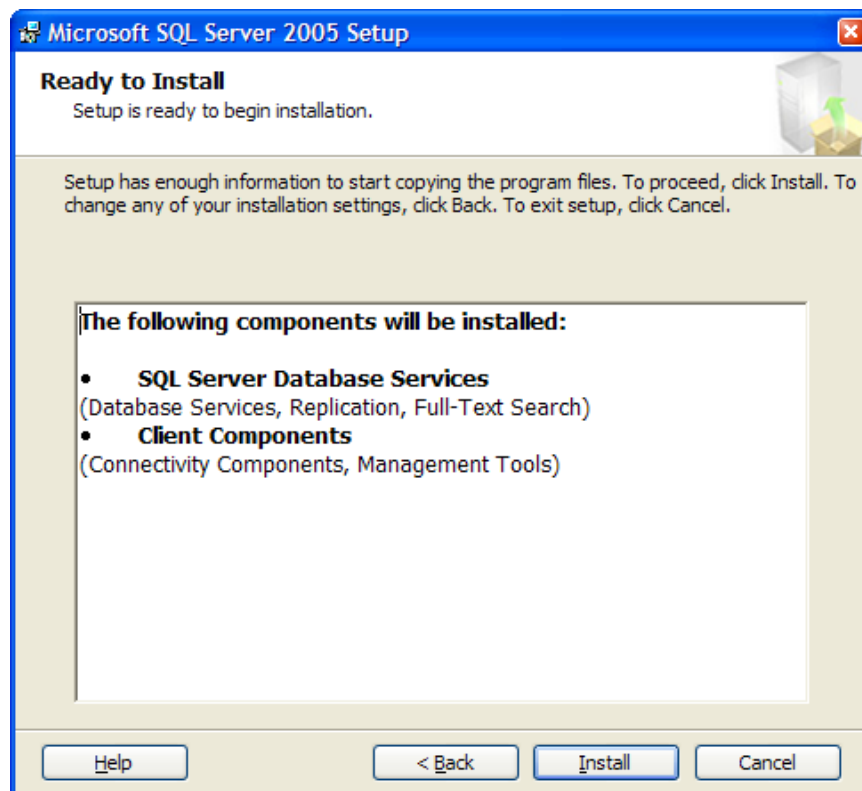 Microsoft SQL Server 2005 Setup
Ready to Install
Setup is ready to begin installation.
Setup has enough information to start copying the program files. To proceed, click Install. To
change any of your installation settings, click Back. To exit setup, click Cancel.
The following components will be installed:
• SQL Server Database Services
(Database Services, Replication, Full-Text Search)
• Client Components
(Connectivity Components, Management Tools)
Help < Back Install Cancel